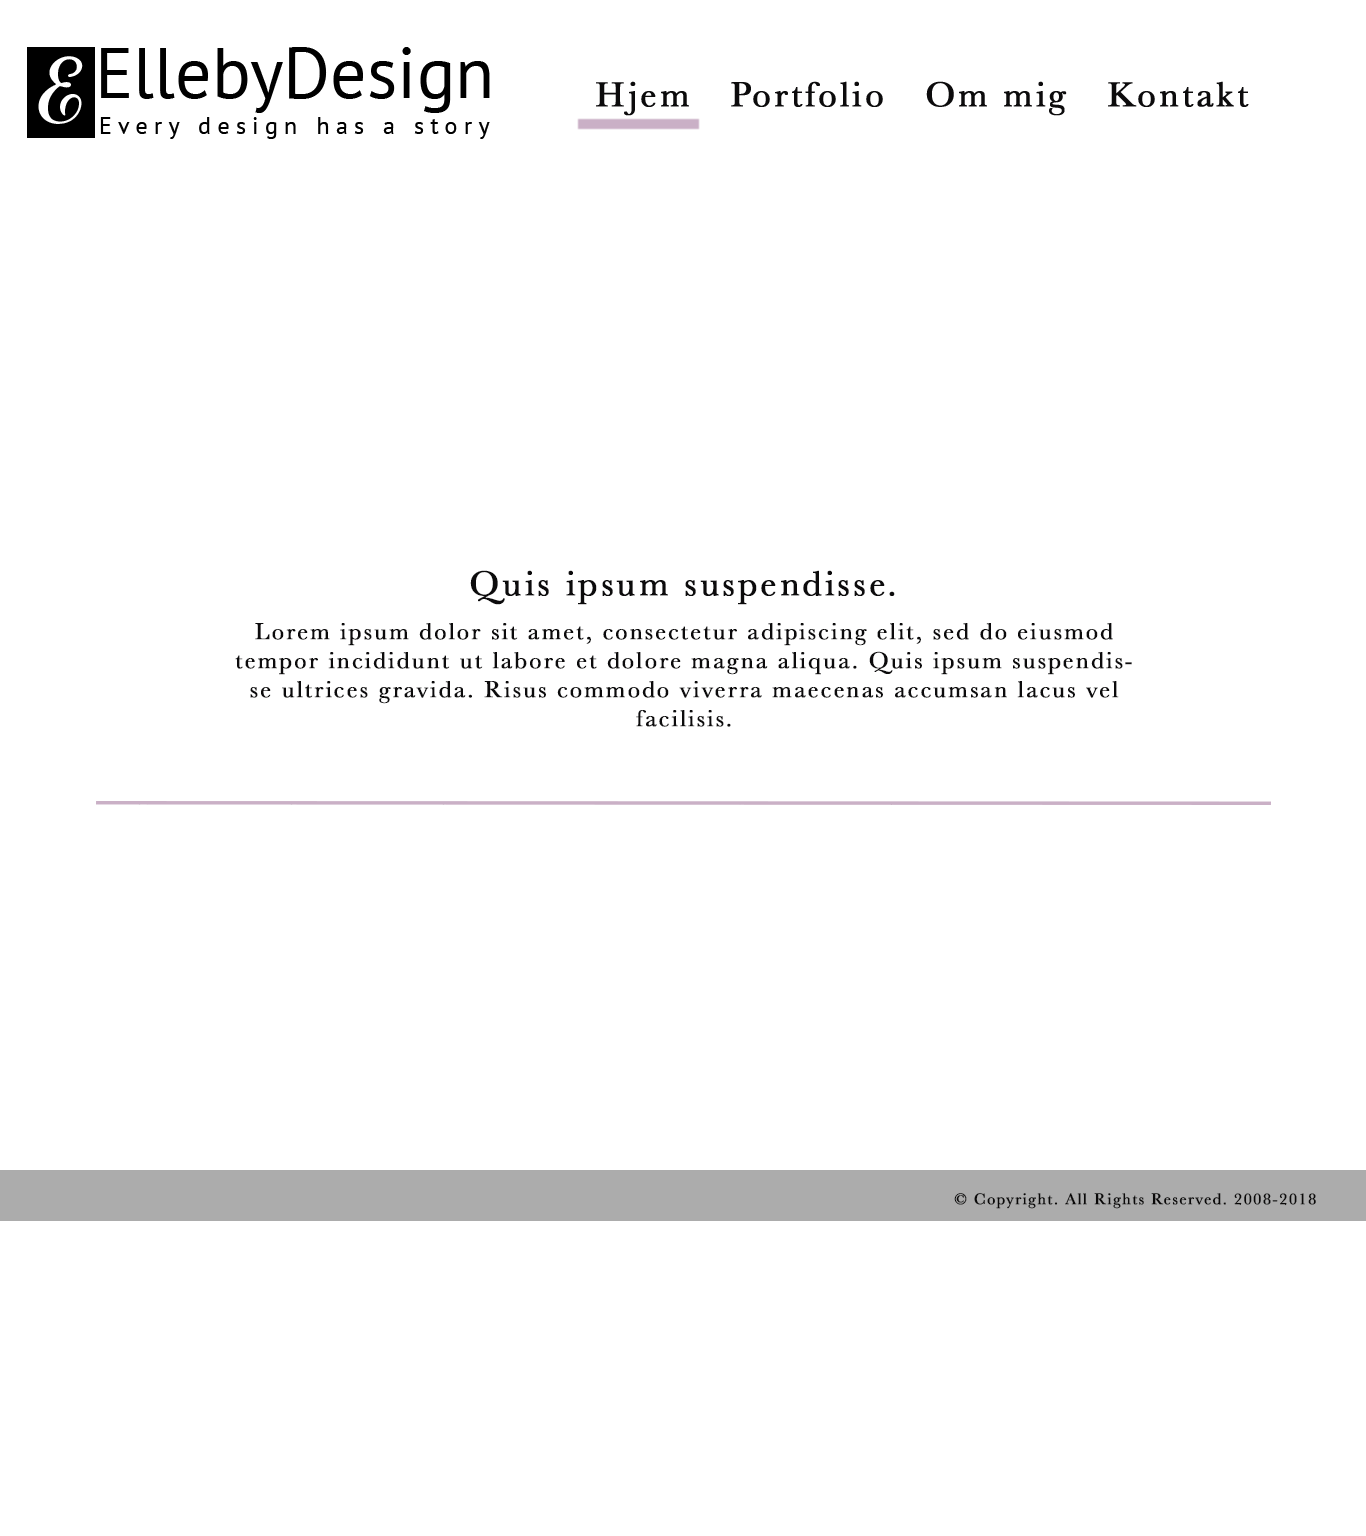 E EllebyDesign
Every design has a story
Hjem Portfolio Om mig Kontakt
Quis ipsum suspendisse.
Lorem ipsum dolor sit amet, consectetur adipiscing elit, sed do eiusmod
tempor incididunt ut labore et dolore magna aliqua. Quis ipsum suspendis-
se ultrices gravida. Risus commodo viverra maecenas accumsan lacus vel
facilisis.
© Copyright. All Rights Reserved. 2008-2018